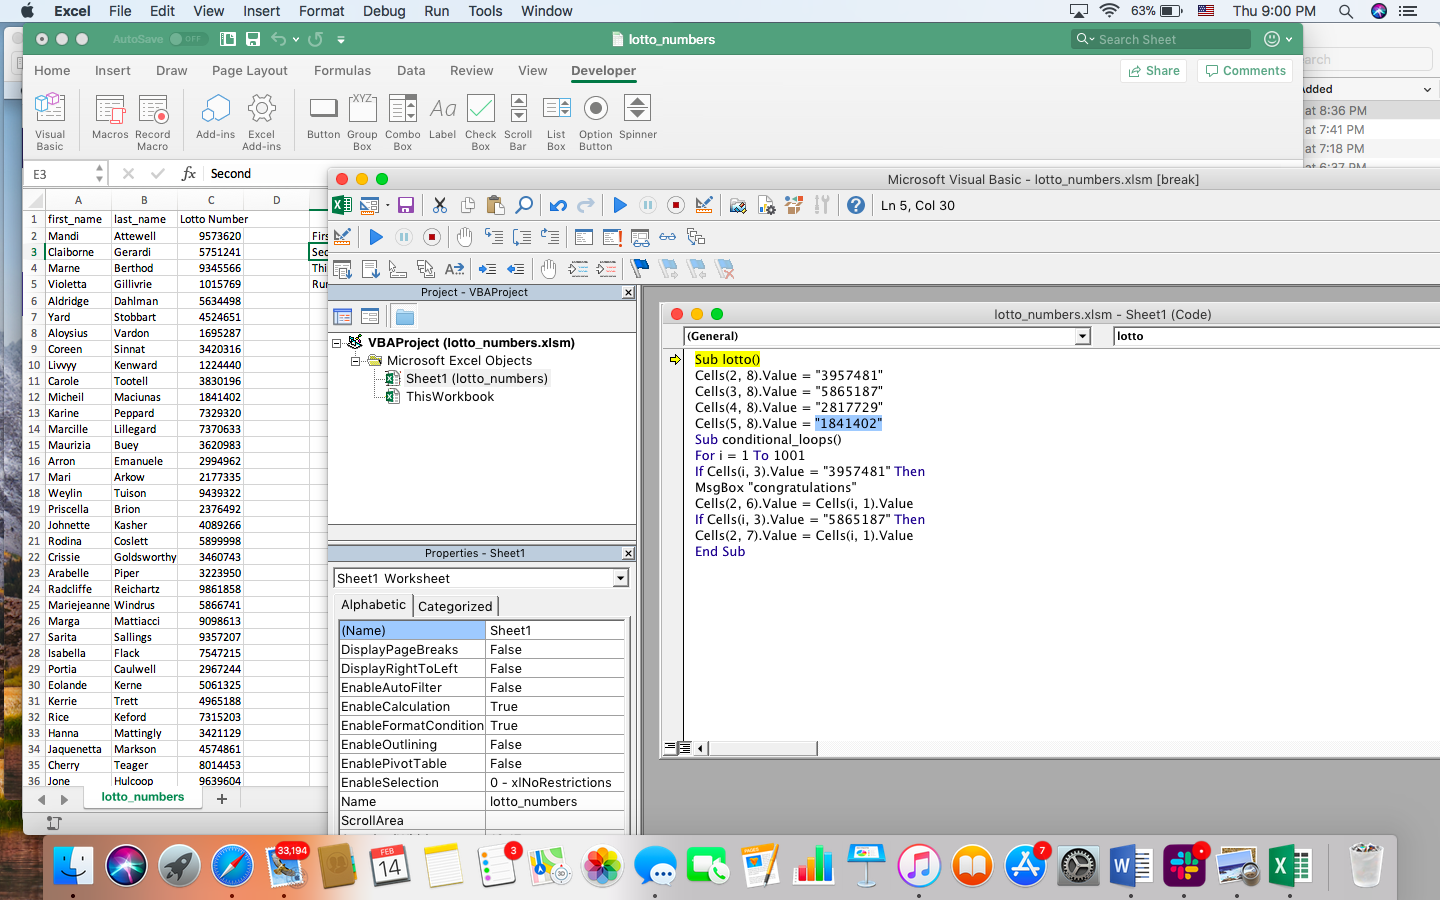 Excel File Edit View Insert Format Debug Run Tools Window 63% Thu 9:00 PM
AutoSave OFF lotto_numbers Search Sheet
Home Insert Draw Page Layout Formulas Data Review View Developer Share Comments
XYZ Aa
Visual Basic Macros Record Macro Add-ins Excel Add-ins Button Group Box Combo Box Label Check Box Scroll Bar List Box Option Button Spinner
dded
at 8:36 PM
at 7:41 PM
at 7:18 PM
at 6:37 PM
E3 fx Second
A B C D
1 first_name last_name Lotto Number
2 Mandi Attewell 9573620 Firs
3 Claiborne Gerardi 5751241 Sec
4 Marne Berthod 9345566 Thi
5 Violetta Gillivrie 1015769 Run
6 Aldridge Dahlman 5634498
7 Yard Stobbart 4524651
8 Aloysius Vardon 1695287
9 Coreen Sinnat 3420316
10 Livvyy Kenward 1224440
11 Carole Tootell 3830196
12 Micheil Maciunas 1841402
13 Karine Peppard 7329320
14 Marcille Lillegard 7370633
15 Maurizia Buey 3620983
16 Arron Emanuele 2994962
17 Mari Arkow 2177335
18 Weylin Tuison 9439322
19 Priscella Brion 2376492
20 Johnette Kasher 4089266
21 Rodina Coslett 5899998
22 Crissie Goldsworthy 3460743
23 Arabelle Piper 3223950
24 Radcliffe Reichartz 9861858
25 Mariejeanne Windrus 5866741
26 Marga Mattiacci 9098613
27 Sarita Sallings 9357207
28 Isabella Flack 7547215
29 Portia Caulwell 2967244
30 Eolande Kerne 5061325
31 Kerrie Trett 4965188
32 Rice Keford 7315203
33 Hanna Mattingly 3421129
34 Jaquenetta Markson 4574861
35 Cherry Teager 8014453
36 Jone Hulcoop 9639604
lotto_numbers +
Microsoft Visual Basic - lotto_numbers.xlsm [break]
Ln 5, Col 30
Project - VBAProject
VBAProject (lotto_numbers.xlsm)
Microsoft Excel Objects
Sheet1 (lotto_numbers)
ThisWorkbook
Properties - Sheet1
Sheet1 Worksheet
Alphabetic Categorized
(Name) Sheet1
DisplayPageBreaks False
DisplayRightToLeft False
EnableAutoFilter False
EnableCalculation True
EnableFormatCondition True
EnableOutlining False
EnablePivotTable False
EnableSelection 0 - xlNoRestrictions
Name lotto_numbers
ScrollArea
lotto_numbers.xlsm - Sheet1 (Code)
(General) lotto
Sub lotto()
Cells(2, 8).Value = "3957481"
Cells(3, 8).Value = "5865187"
Cells(4, 8).Value = "2817729"
Cells(5, 8).Value = "1841402"
Sub conditional_loops()
For i = 1 To 1001
If Cells(i, 3).Value = "3957481" Then
MsgBox "congratulations"
Cells(2, 6).Value = Cells(i, 1).Value
If Cells(i, 3).Value = "5865187" Then
Cells(2, 7).Value = Cells(i, 1).Value
End Sub
33,194 FEB 14 3 3D 7